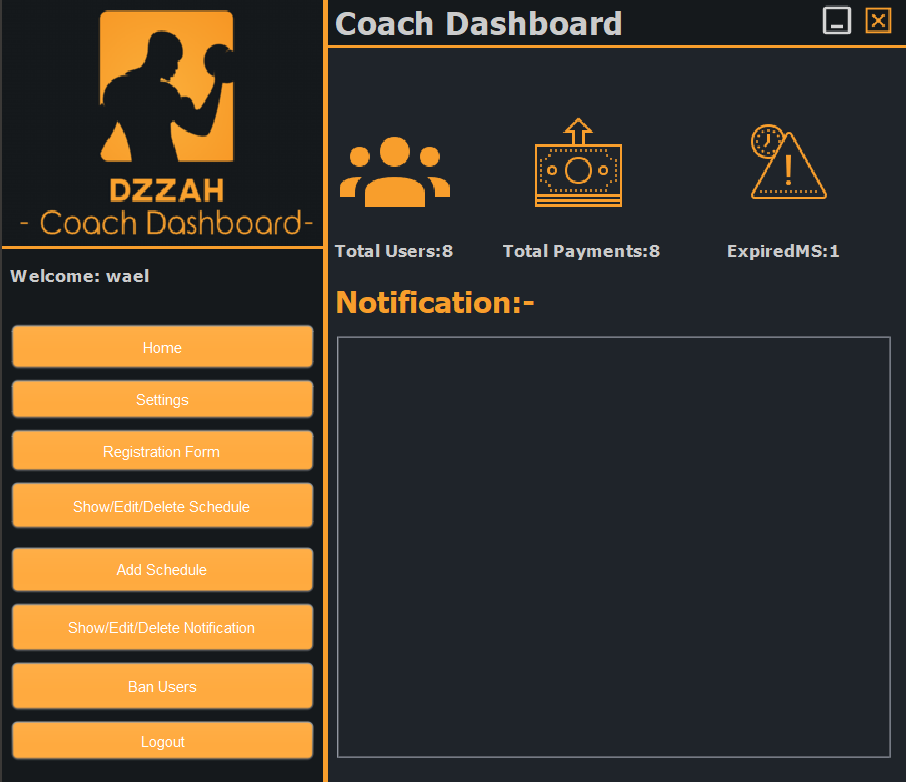 DZZAH
- Coach Dashboard-
Welcome: wael
Home
Settings
Registration Form
Show/Edit/Delete Schedule
Add Schedule
Show/Edit/Delete Notification
Ban Users
Logout
Coach Dashboard
Total Users:8
Total Payments:8
ExpiredMS:1
Notification:-